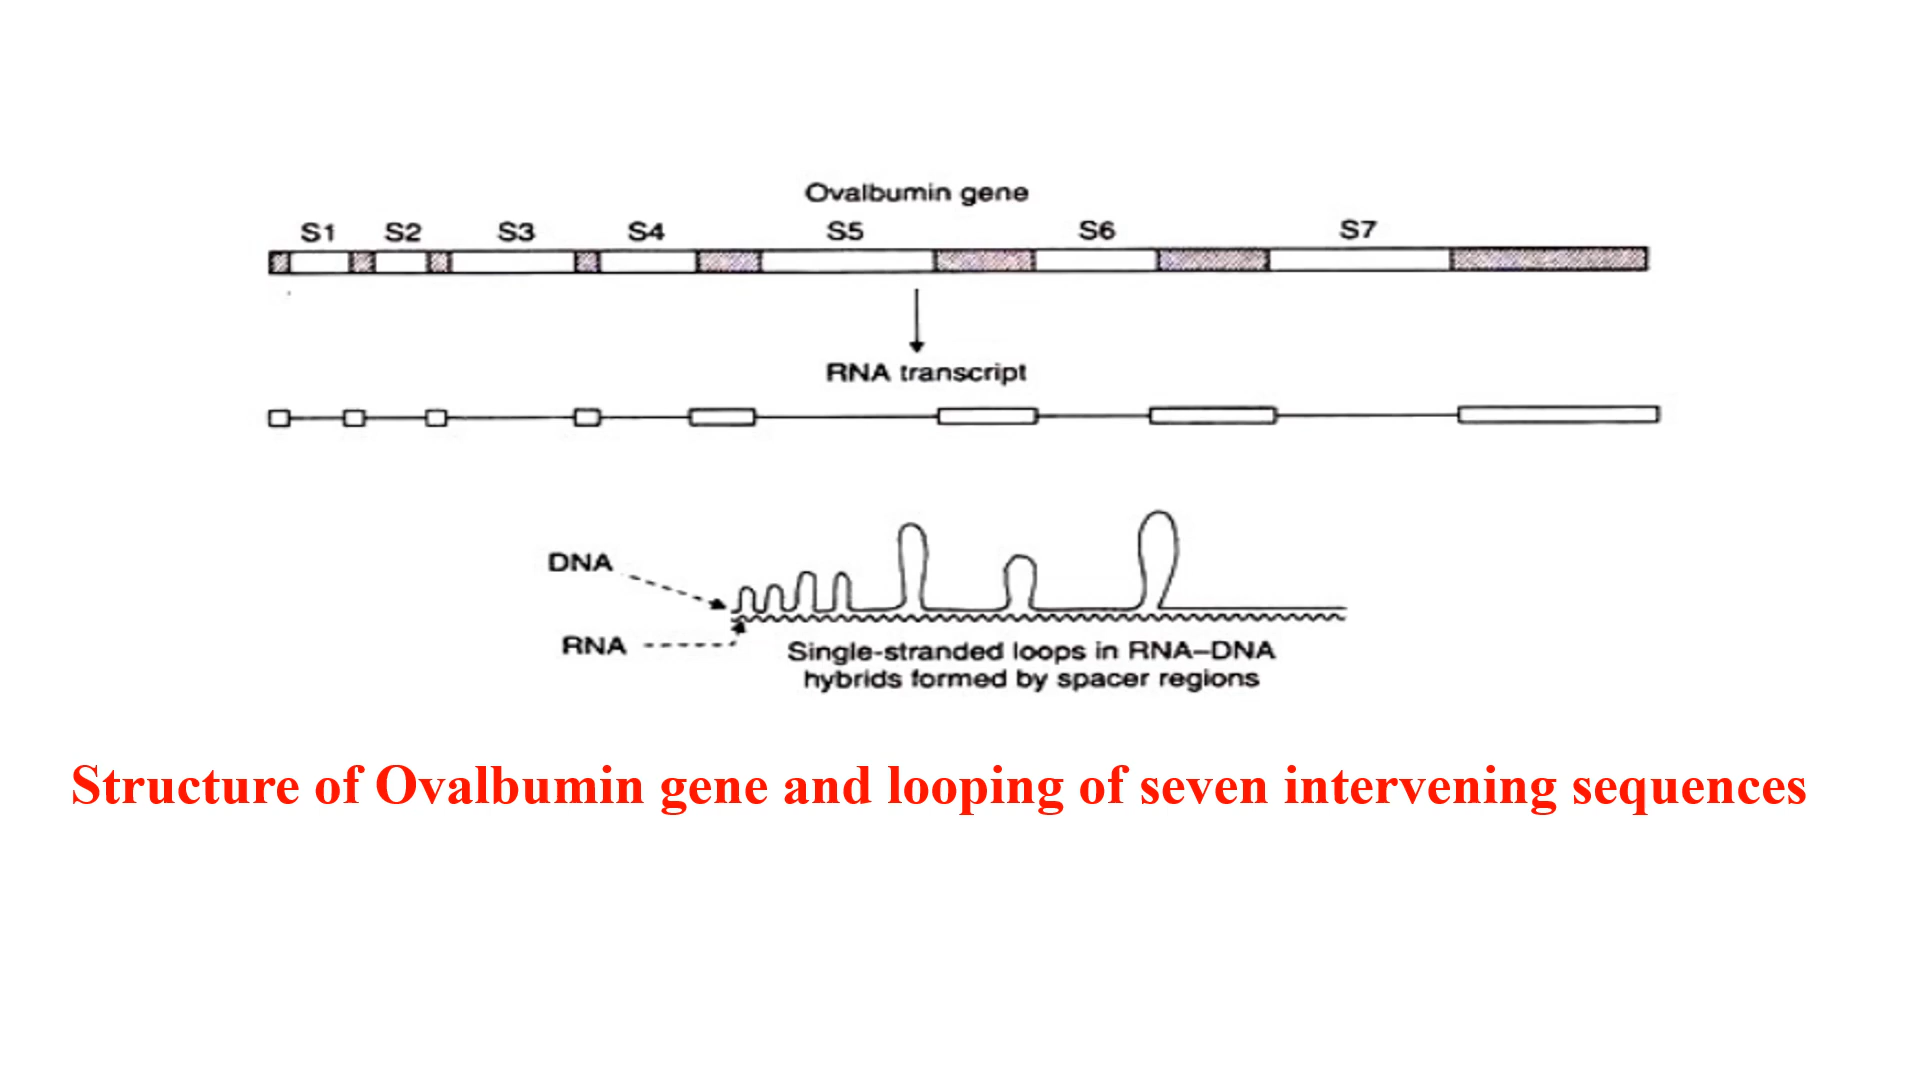 Ovalbumin gene
S1 S2 S3 S4 S5 S6 S7
RNA transcript
DNA
RNA
Single-stranded loops in RNA–DNA
hybrids formed by spacer regions
Structure of Ovalbumin gene and looping of seven intervening sequences